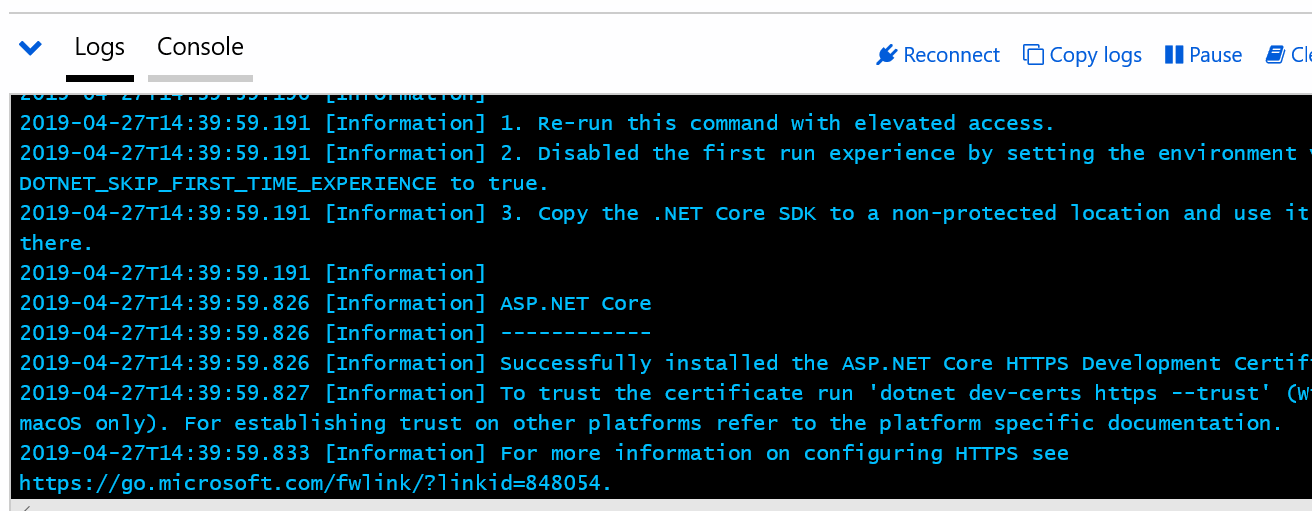 Logs Console Reconnect Copy logs Pause
2019-04-27T14:39:59.190 [Information]
2019-04-27T14:39:59.191 [Information] 1. Re-run this command with elevated access.
2019-04-27T14:39:59.191 [Information] 2. Disabled the first run experience by setting the environment
DOTNET_SKIP_FIRST_TIME_EXPERIENCE to true.
2019-04-27T14:39:59.191 [Information] 3. Copy the .NET Core SDK to a non-protected location and use it
there.
2019-04-27T14:39:59.191 [Information]
2019-04-27T14:39:59.826 [Information] ASP.NET Core
2019-04-27T14:39:59.826 [Information] ------------
2019-04-27T14:39:59.826 [Information] Successfully installed the ASP.NET Core HTTPS Development
2019-04-27T14:39:59.827 [Information] To trust the certificate run 'dotnet dev-certs https --trust'
macOS only). For establishing trust on other platforms refer to the platform specific documentation.
2019-04-27T14:39:59.833 [Information] For more information on configuring HTTPS see
https://go.microsoft.com/fwlink/?linkid=848054.